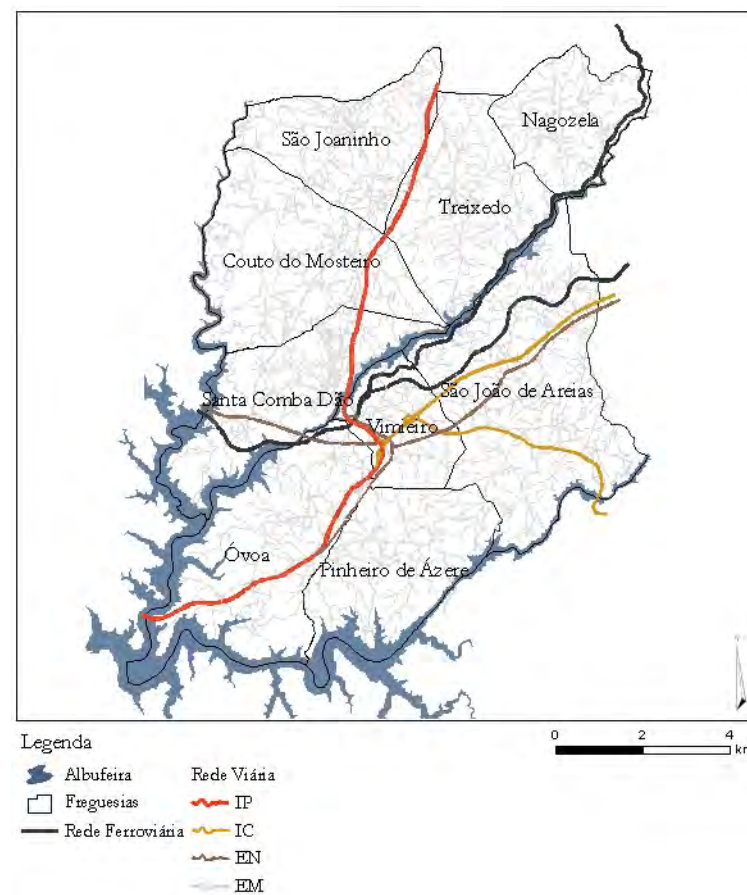 Nagozela
São Joaninho
Treixedo
Couto do Mosteiro
Santa Comba Dão
São João de Areias
Vimieiro
Óvoa
Pinheiro de Ázere
Legenda
0 2 4
km
Albufeira
Rede Viária
Freguesias
IP
Rede Ferroviária
IC
EN
EM